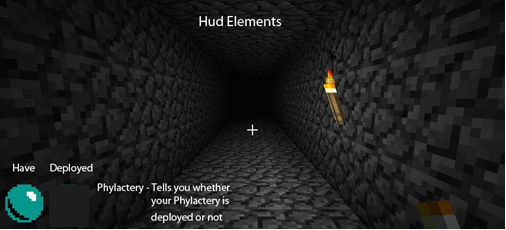 Hud Elements
Have Deployed
Phylactery - Tells you whether
your Phylactery is
deployed or not